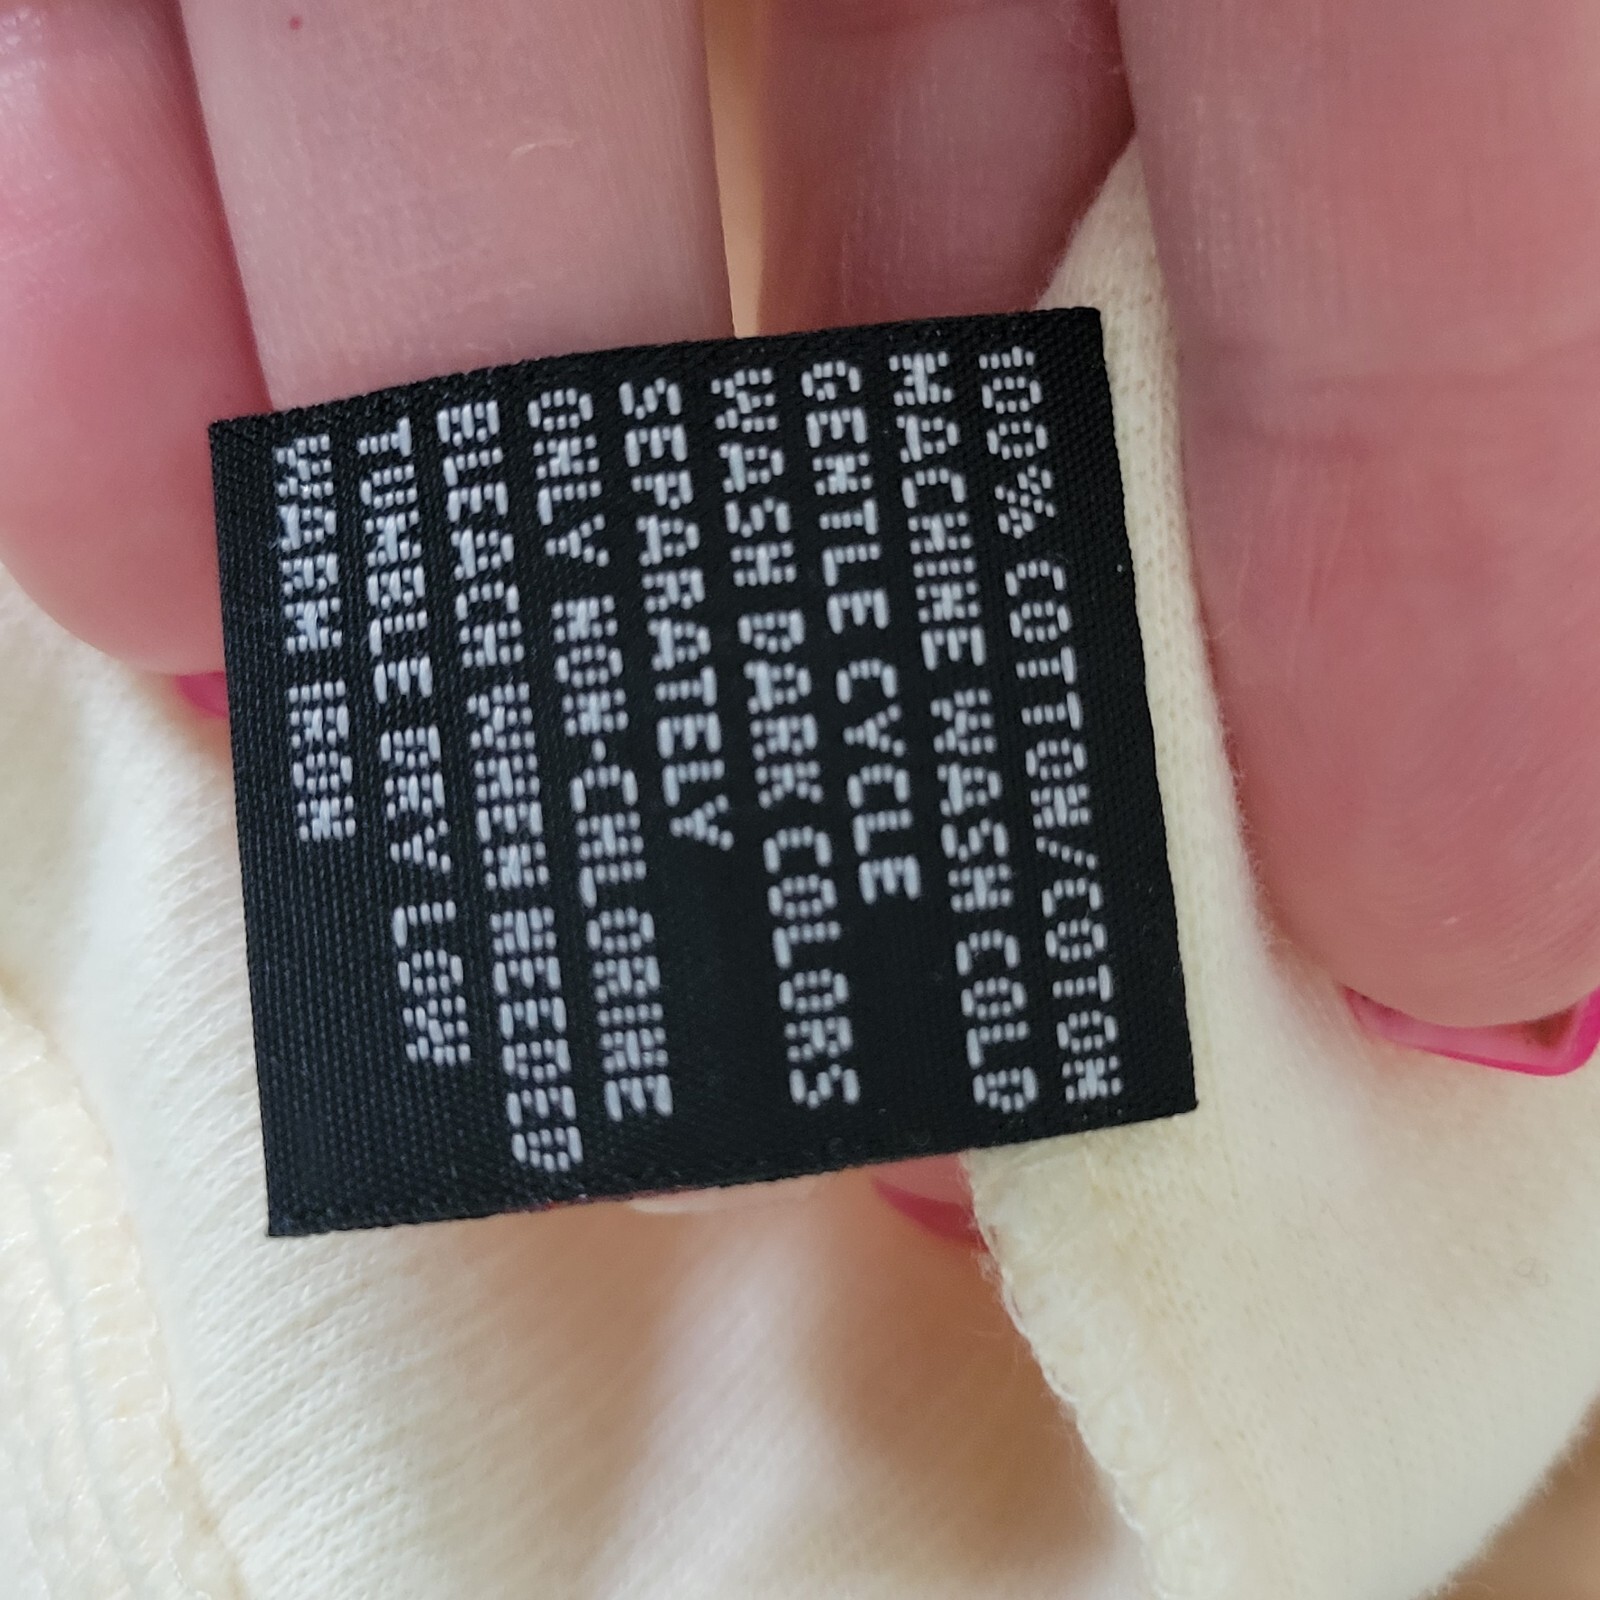 100% COTTON/COTON
MACHINE WASH COLD
GENTLE CYCLE
WASH DARK COLORS
SEPARATELY
ONLY NON-CHLORINE
BLEACH WHEN NEEDED
TUMBLE DRY LOW
WARM IRON